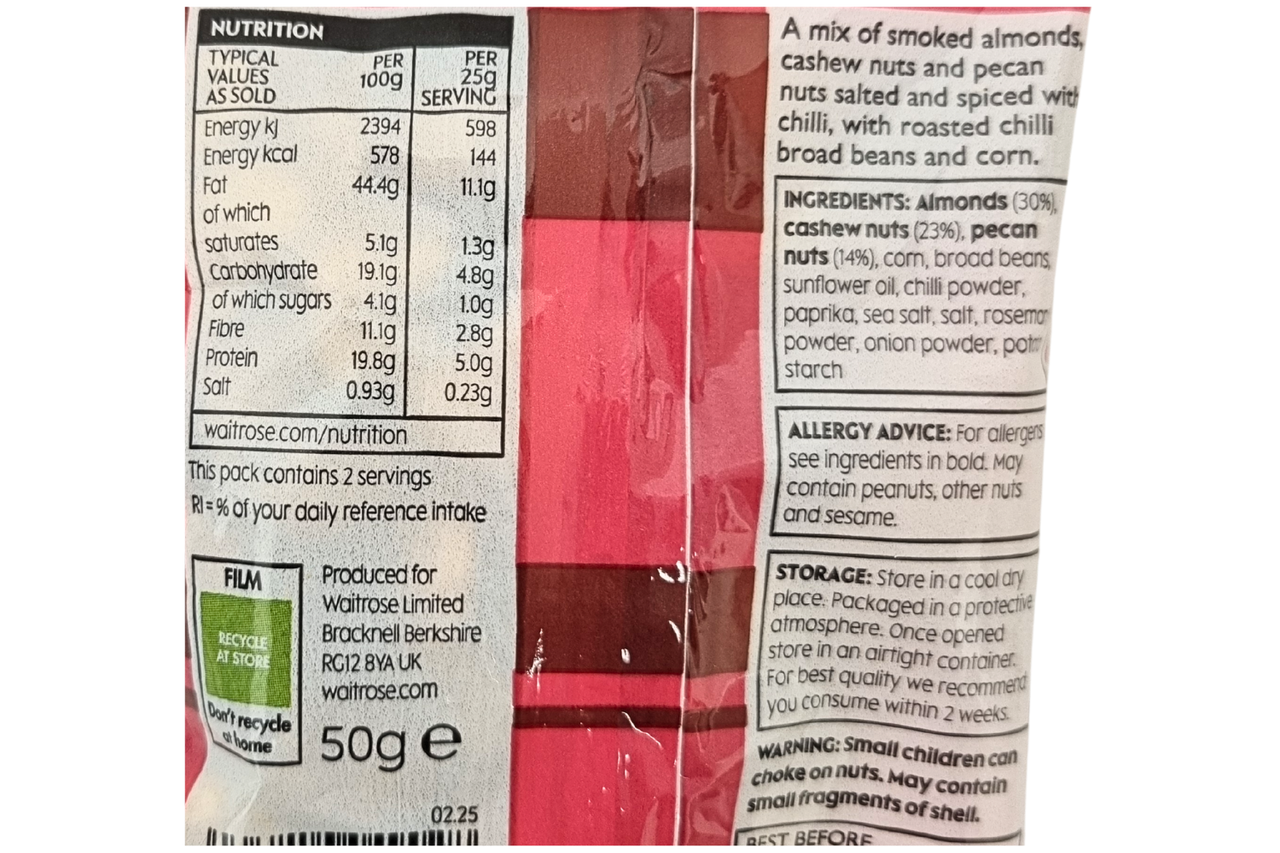 NUTRITION
TYPICAL VALUES AS SOLD PER 100g PER 25g SERVING
Energy kJ 2394 598
Energy kcal 578 144
Fat 44.4g 11.1g
of which
saturates 5.1g 1.3g
Carbohydrate 19.1g 4.8g
of which sugars 4.1g 1.0g
Fibre 11.1g 2.8g
Protein 19.8g 5.0g
Salt 0.93g 0.23g
waitrose.com/nutrition
This pack contains 2 servings
RI = % of your daily reference intake
FILM
RECYCLE
AT STORE
Don't recycle
at home
Produced for
Waitrose Limited
Bracknell Berkshire
RG12 8YA UK
waitrose.com
50g e
02.25
A mix of smoked almonds,
cashew nuts and pecan
nuts salted and spiced with
chilli, with roasted chilli
broad beans and corn.
INGREDIENTS: Almonds (30%),
cashew nuts (23%), pecan
nuts (14%), corn, broad beans,
sunflower oil, chilli powder,
paprika, sea salt, salt,
powder, onion powder,
starch
ALLERGY ADVICE: For allergens
see ingredients in bold. May
contain peanuts, other nuts
and sesame.
STORAGE: Store in a cool dry
place. Packaged in a protective
atmosphere. Once opened
store in an airtight container.
For best quality we recommend
you consume within 2 weeks.
WARNING: Small children can
choke on nuts. May contain
small fragments of shell.
BEST BEFORE